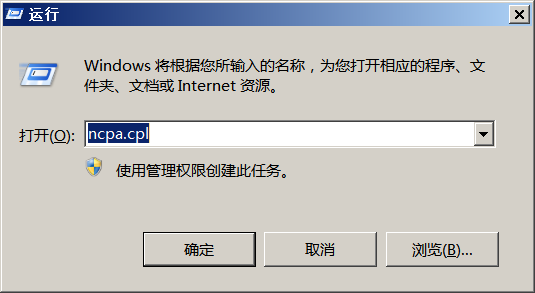 运行
Windows 将根据您所输入的名称，为您打开相应的程序、文
件夹、文档或 Internet 资源。
打开(O): ncpa.cpl
使用管理权限创建此任务。
确定 取消 浏览(B)...